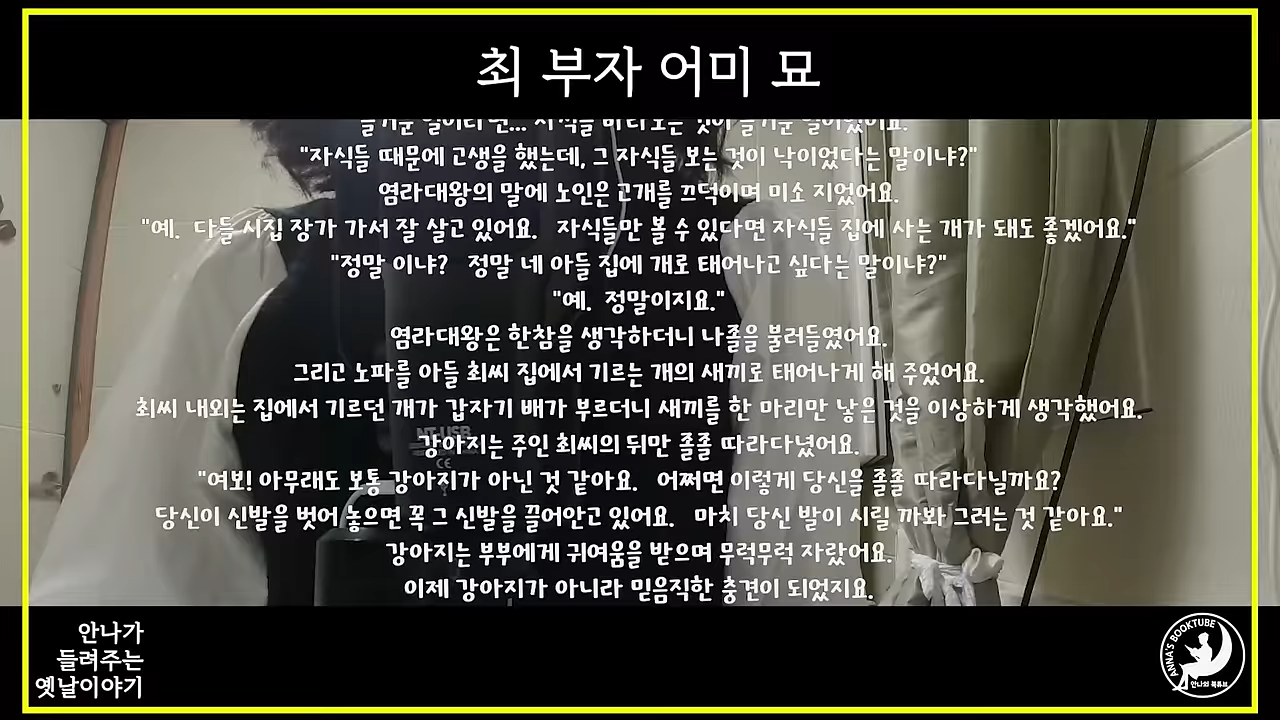 최 부자 어미 묘
"자식들 때문에 고생을 했는데, 그 자식들 보는 것이 낙이었다는 말이냐?"
염라대왕의 말에 노인은 고개를 끄덕이며 미소 지었어요.
"예. 다들 시집 장가 가서 잘 살고 있어요. 자식들만 볼 수 있다면 자식들 집에 사는 개가 돼도 좋겠어요."
"정말 이냐? 정말 네 아들 집에 개로 태어나고 싶다는 말이냐?"
"예. 정말이지요."
염라대왕은 한참을 생각하더니 나졸을 불러들였어요.
그리고 노파를 아들 최씨 집에서 기르는 개의 새끼로 태어나게 해 주었어요.
최씨 내외는 집에서 기르던 개가 갑자기 배가 부르더니 새끼를 한 마리만 낳은 것을 이상하게 생각했어요.
강아지는 주인 최씨의 뒤만 졸졸 따라다녔어요.
"여보! 아무래도 보통 강아지가 아닌 것 같아요. 어쩌면 이렇게 당신을 졸졸 따라다닐까요?
당신이 신발을 벗어 놓으면 꼭 그 신발을 끌어안고 있어요. 마치 당신 발이 시릴 까봐 그러는 것 같아요."
강아지는 부부에게 귀여움을 받으며 무럭무럭 자랐어요.
이제 강아지가 아니라 믿음직한 충견이 되었지요.
NT-USB
CE
안나가
들려주는
옛날이야기
ANNA'S BOOKTUBE
안나의 북튜브